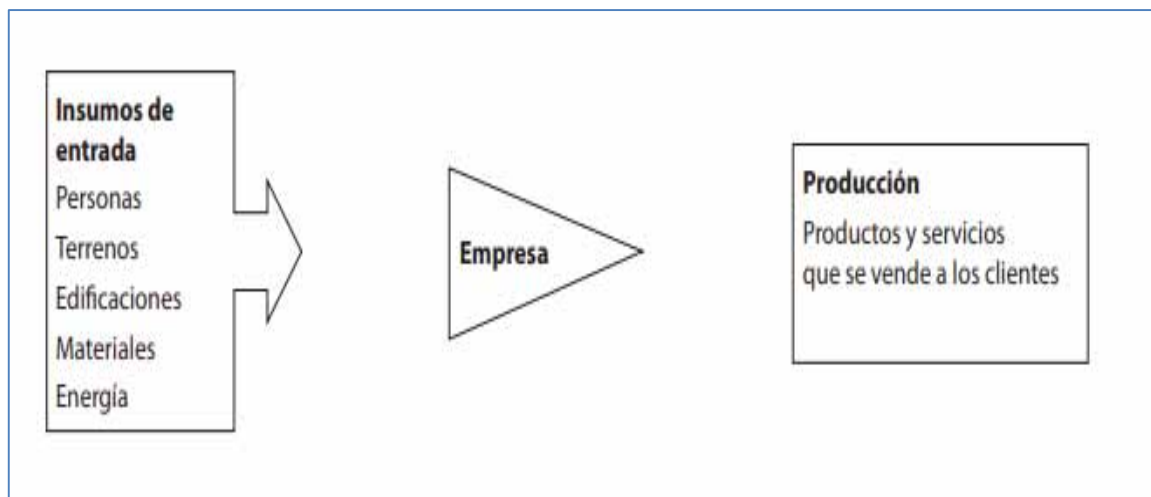 Insumos de
entrada
Personas
Terrenos
Edificaciones
Materiales
Energía
Empresa
Producción
Productos y servicios
que se vende a los clientes